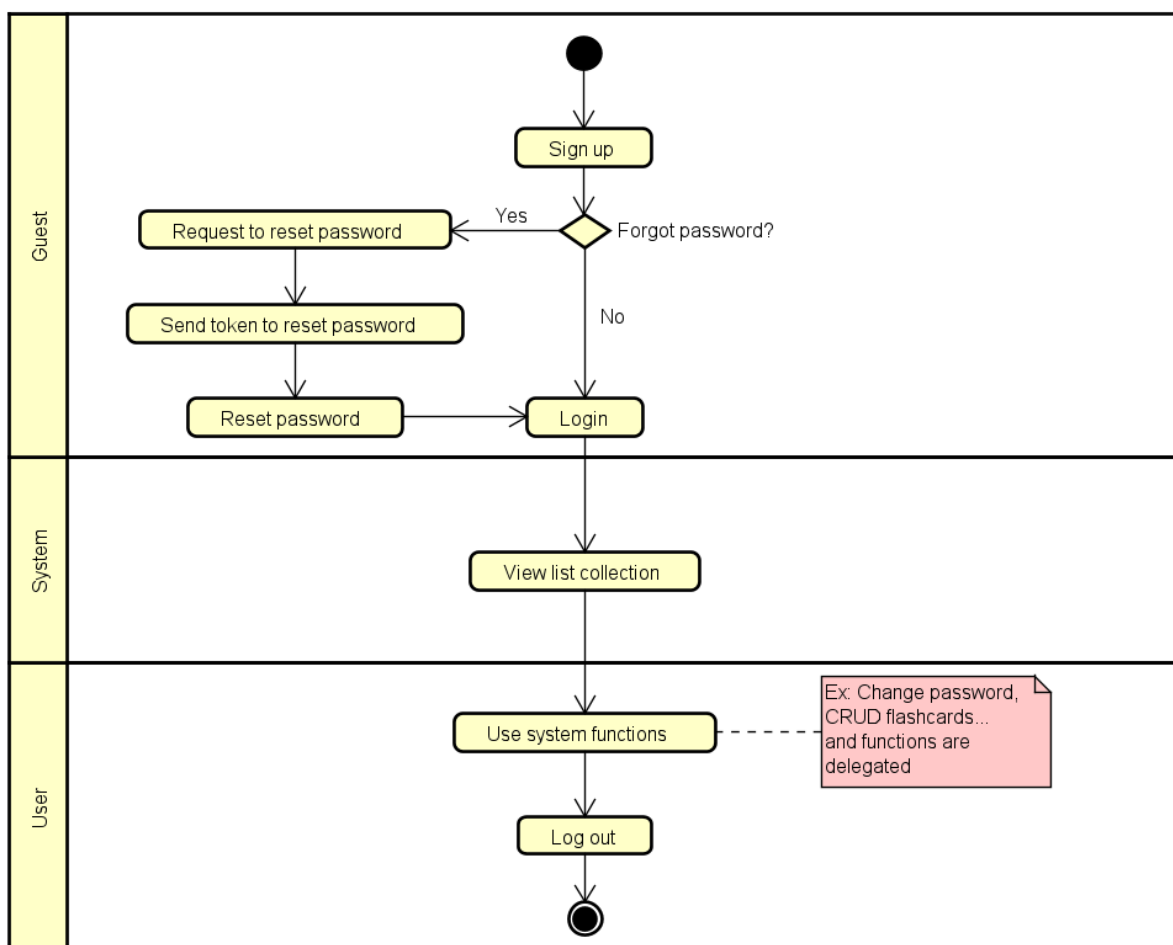 Guest
Sign up
Forgot password?
Yes
Request to reset password
No
Send token to reset password
Reset password
Login
System
View list collection
User
Use system functions
Ex: Change password,
CRUD flashcards...
and functions are
delegated
Log out